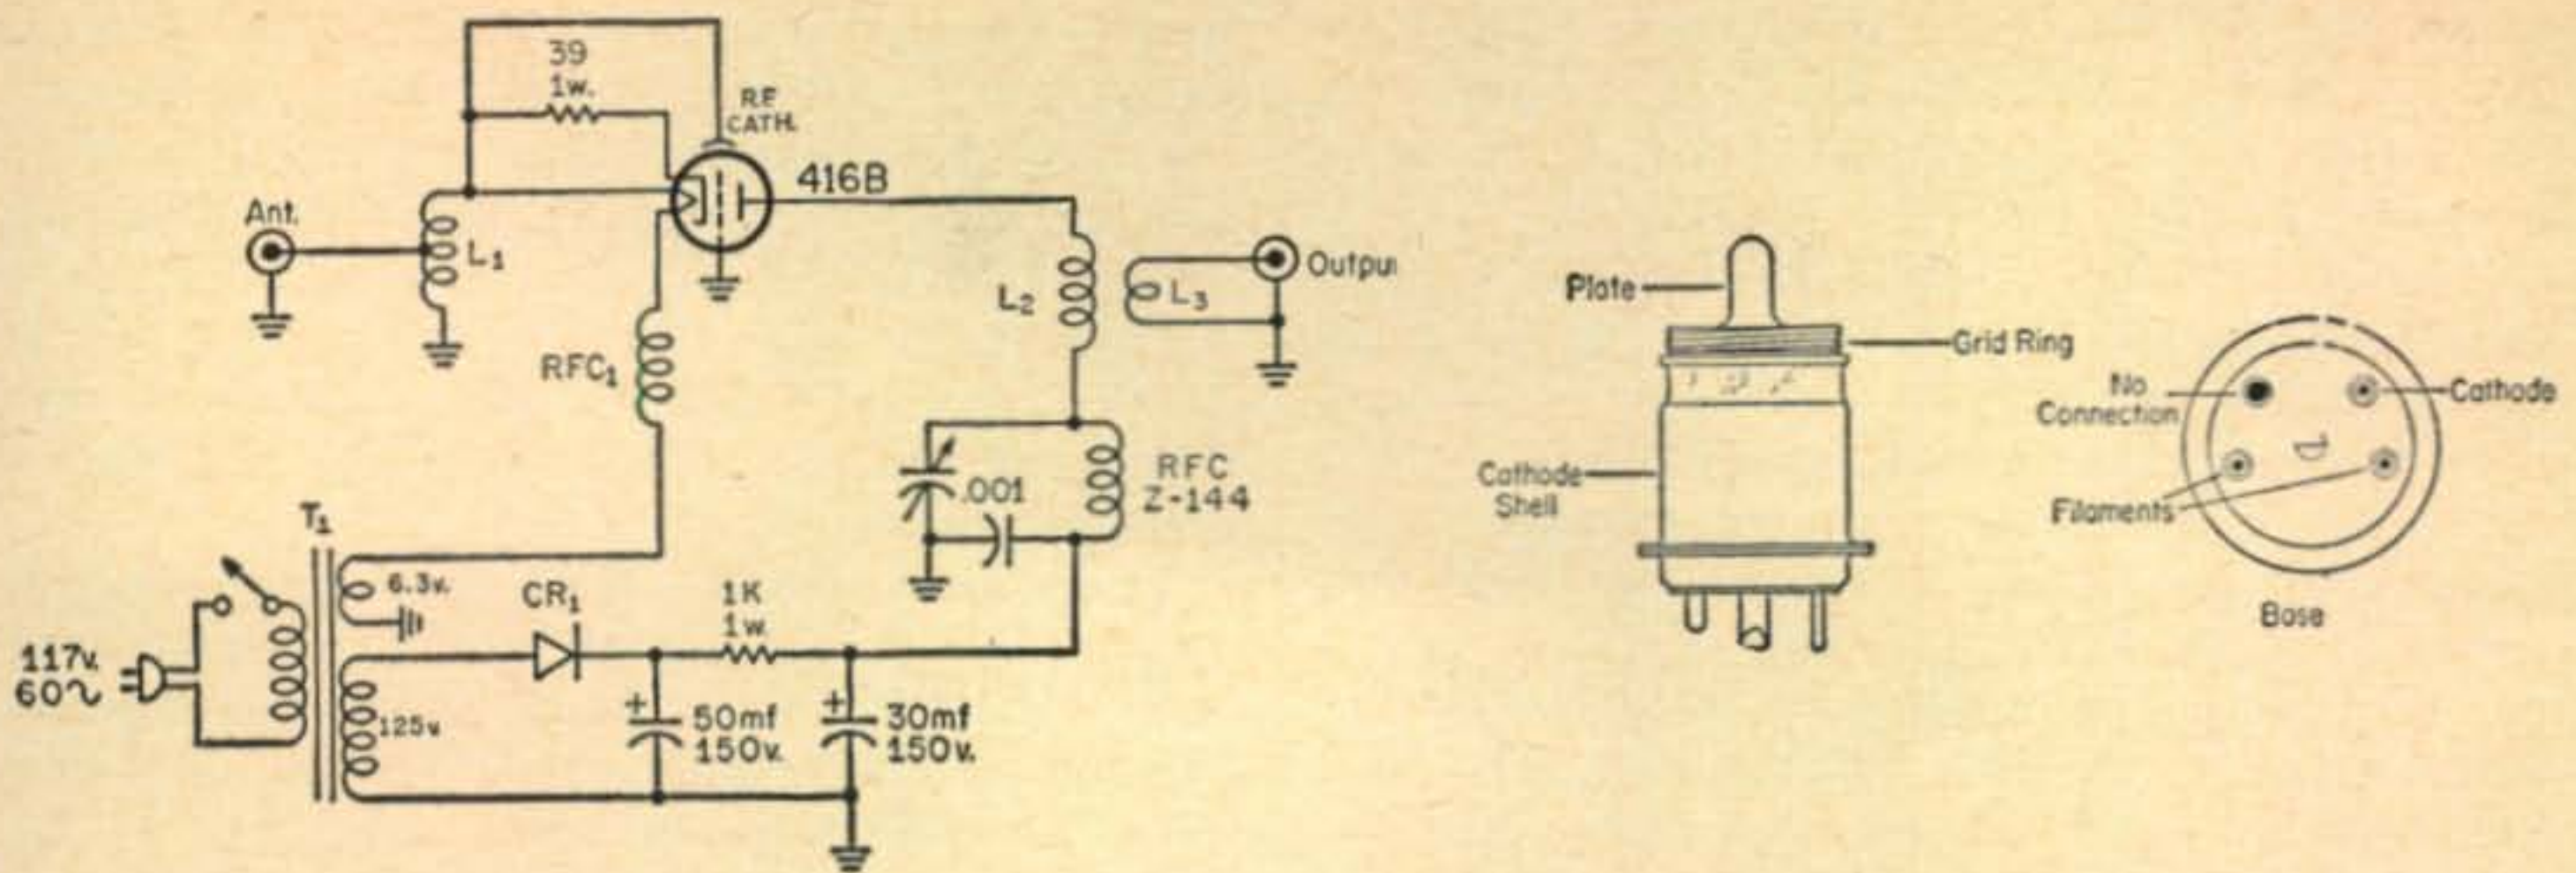 39
1w.
RF
CATH.
416B
Ant.
L1
L2
L3
Outpu
RFC1
RFC
Z-144
.001
T1
6.3v.
CR1
1K
1w
117v.
60~
125v
+
50mf
150v.
+
30mf
150v.
Plate
Grid Ring
Cathode
Shell
No
Connection
Cathode
Filaments
Base